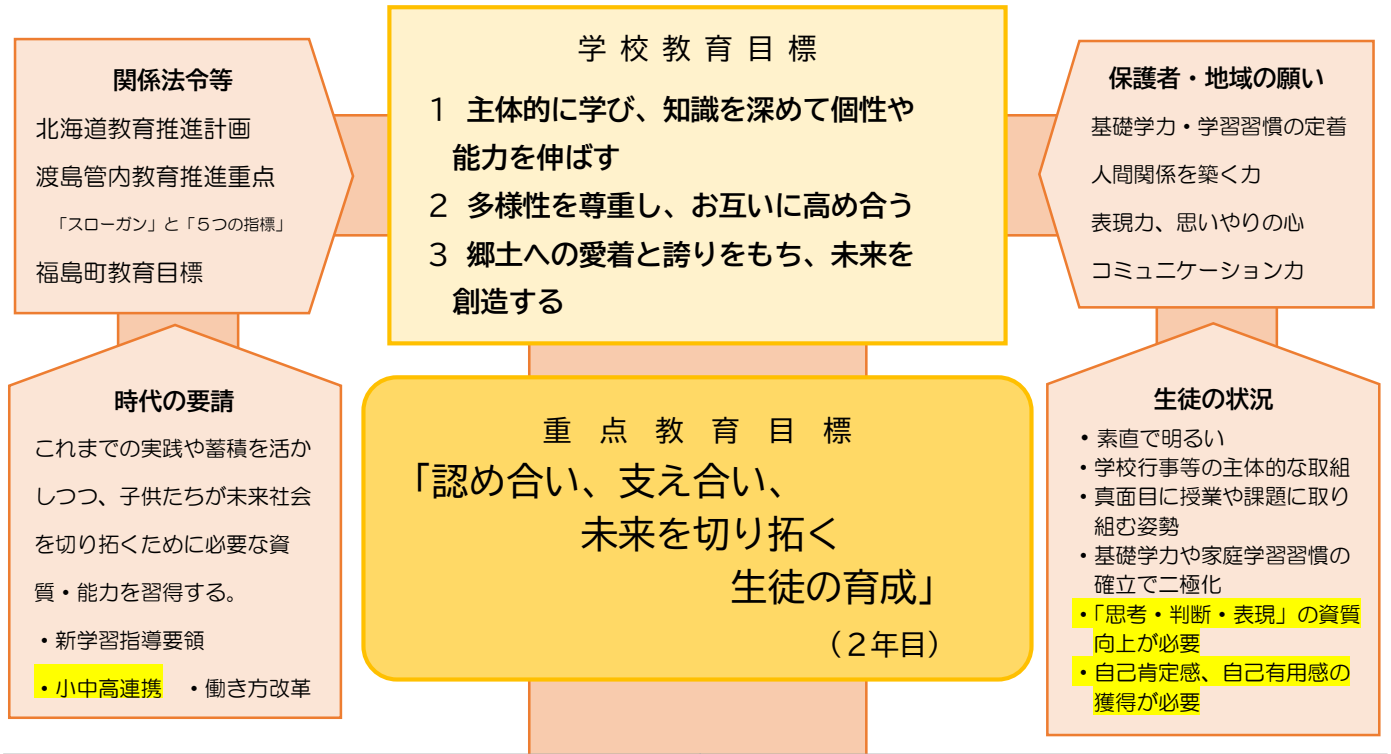 学校教育目標
1 主体的に学び、知識を深めて個性や
能力を伸ばす
2 多様性を尊重し、お互いに高め合う
3 郷土への愛着と誇りをもち、未来を
創造する
関係法令等
北海道教育推進計画
渡島管内教育推進重点
「スローガン」と「5つの指標」
福島町教育目標
保護者・地域の願い
基礎学力・学習習慣の定着
人間関係を築く力
表現力、思いやりの心
コミュニケーション力
時代の要請
これまでの実践や蓄積を活か
しつつ、子供たちが未来社会
を切り拓くために必要な資
質・能力を習得する。
・新学習指導要領
・小中高連携 ・働き方改革
重点教育目標
「認め合い、支え合い、
未来を切り拓く
生徒の育成」
(2年目)
生徒の状況
・素直で明るい
・学校行事等の主体的な取組
・真面目に授業や課題に取り
組む姿勢
・基礎学力や家庭学習習慣の
確立で二極化
・「思考・判断・表現」の資質
向上が必要
・自己肯定感、自己有用感の
獲得が必要